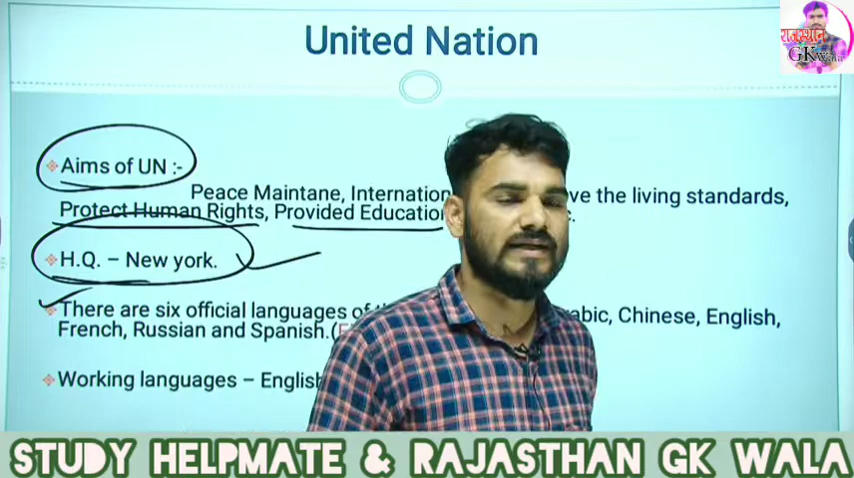 United Nation
राजस्थान
GKwala
Aims of UN :-
Peace Maintane, Internation ve the living standards,
Protect Human Rights, Provided Education c.
H.Q. – New york.
There are six official languages of abic, Chinese, English,
French, Russian and Spanish.(
Working languages – English
STUDY HELPMATE & RAJASTHAN GK WALA